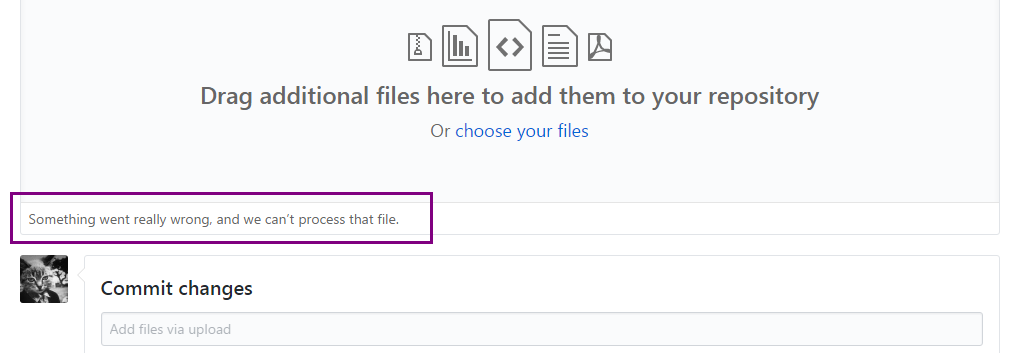 Drag additional files here to add them to your repository
Or choose your files
Something went really wrong, and we can’t process that file.
Commit changes
Add files via upload